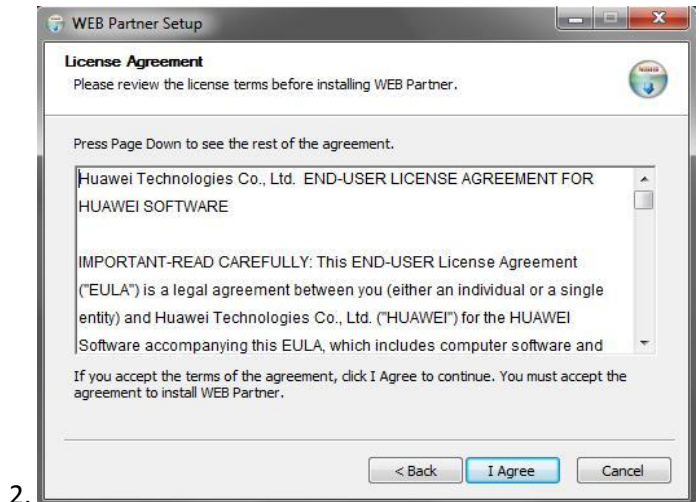 WEB Partner Setup
License Agreement
Please review the license terms before installing WEB Partner.
Press Page Down to see the rest of the agreement.
Huawei Technologies Co., Ltd. END-USER LICENSE AGREEMENT FOR
HUAWEI SOFTWARE
IMPORTANT-READ CAREFULLY: This END-USER License Agreement
("EULA") is a legal agreement between you (either an individual or a single
entity) and Huawei Technologies Co., Ltd. ("HUAWEI") for the HUAWEI
Software accompanying this EULA, which includes computer software and
If you accept the terms of the agreement, click I Agree to continue. You must accept the
agreement to install WEB Partner.
< Back I Agree Cancel
2.